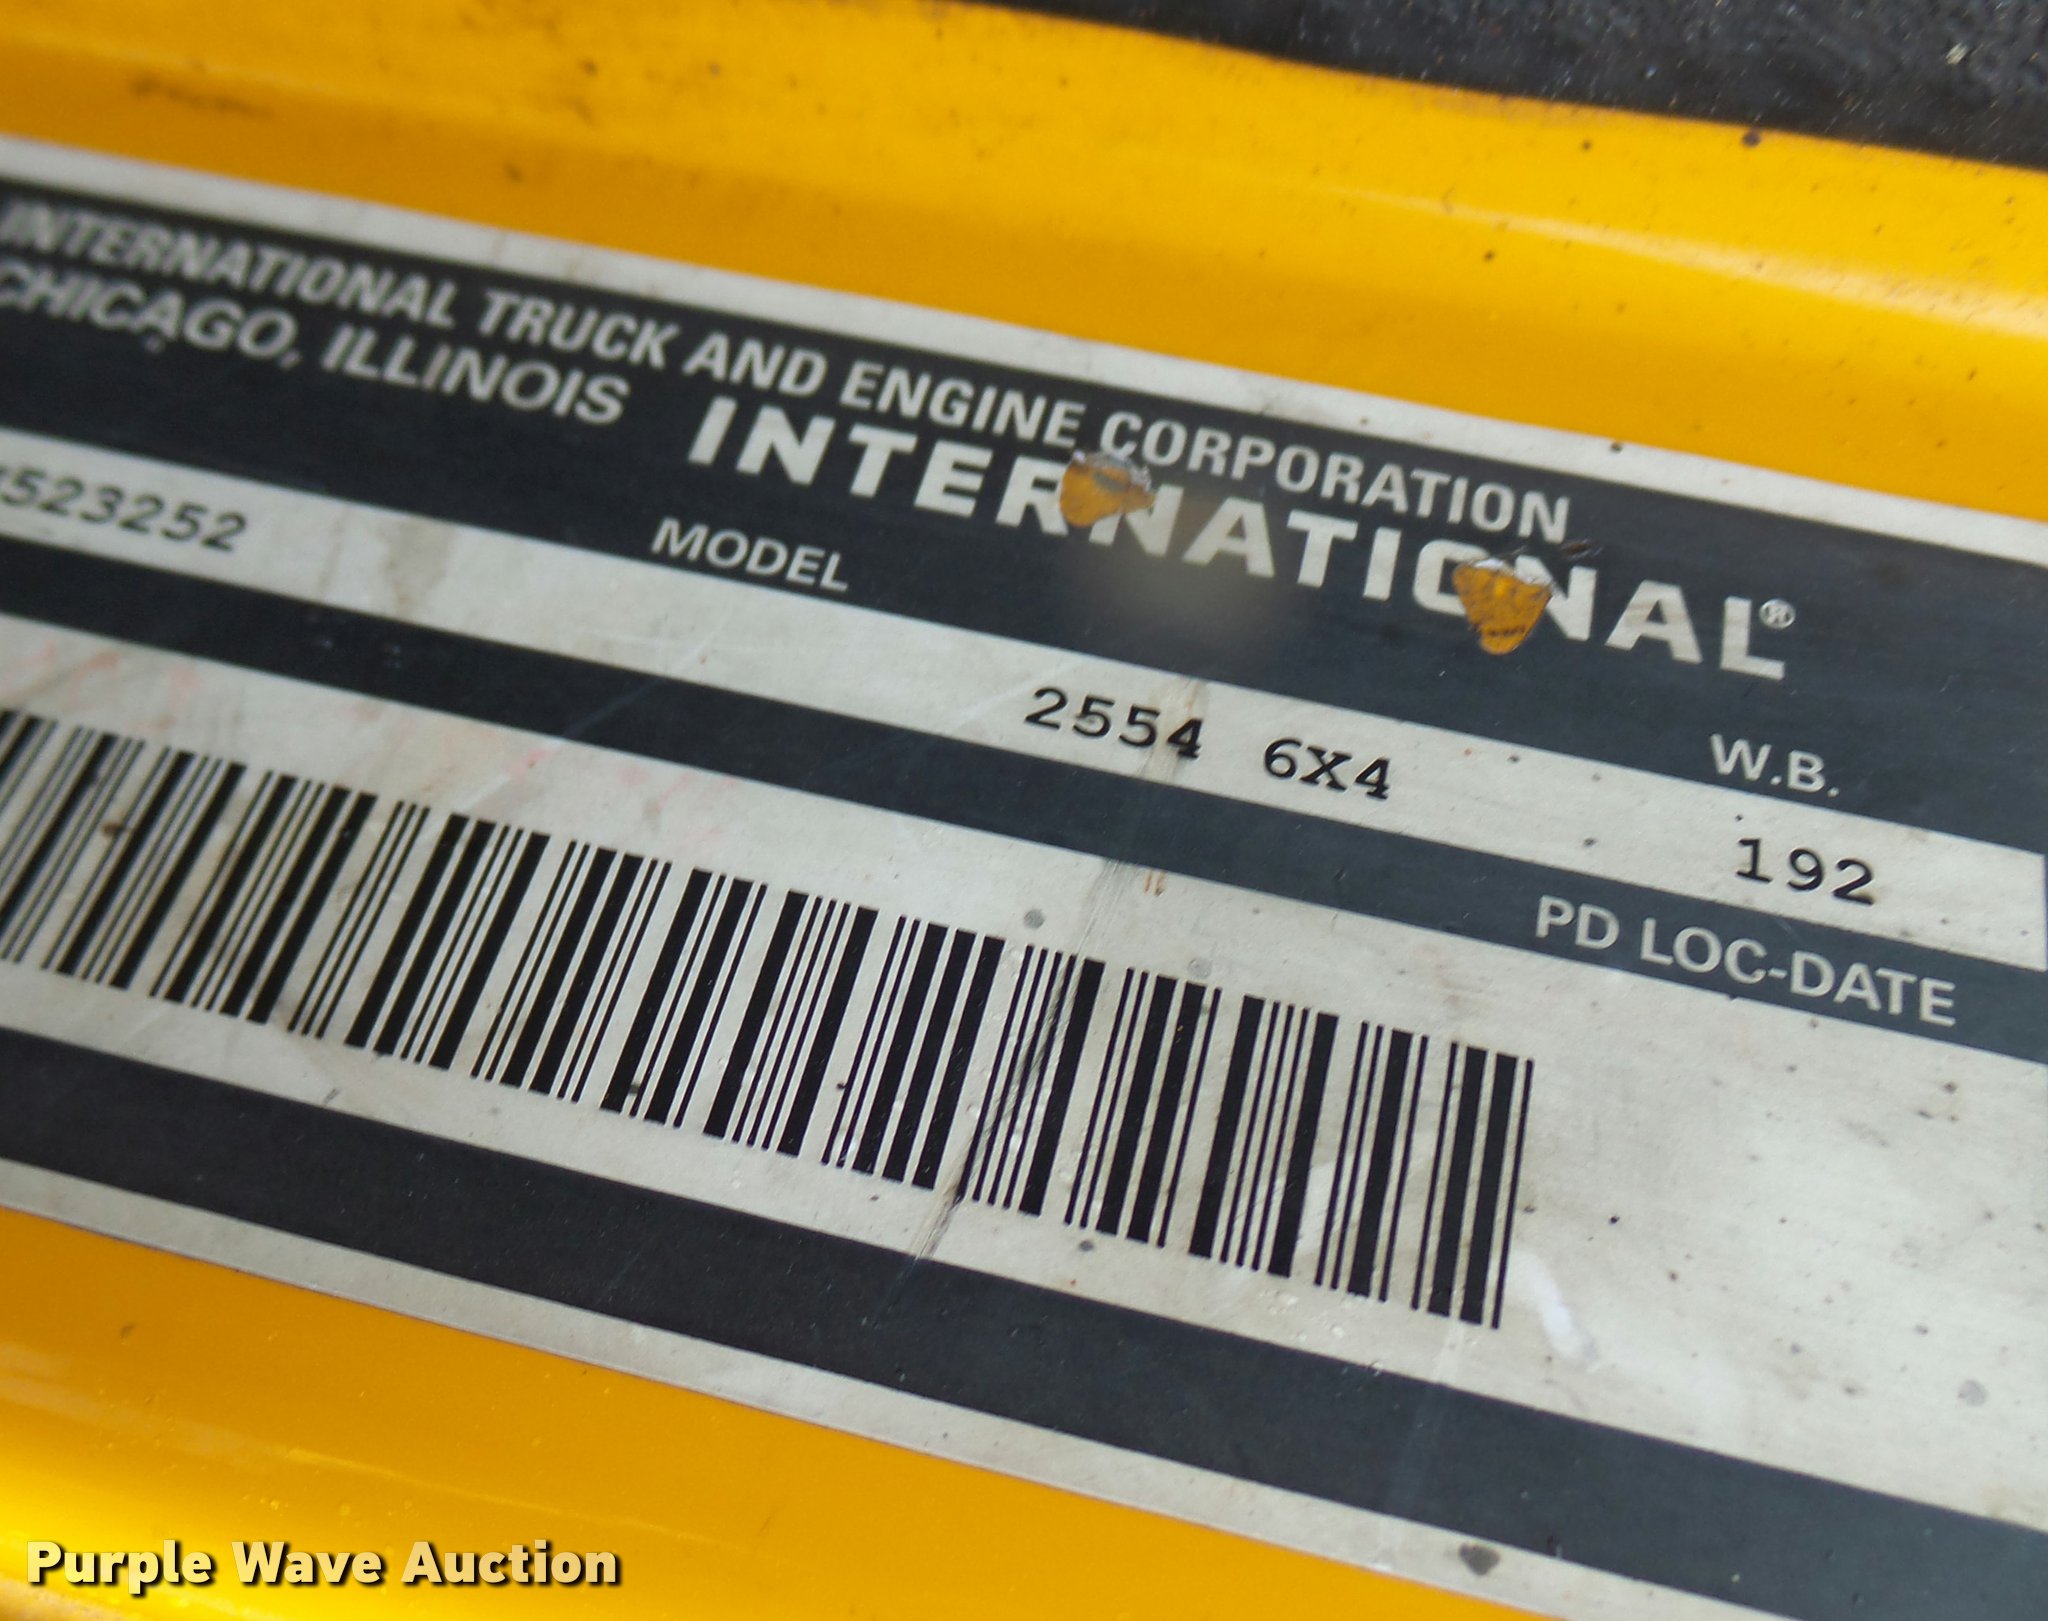 INTERNATIONAL TRUCK AND ENGINE CORPORATION
CHICAGO, ILLINOIS
INTERNATIONAL®
MODEL
W.B.
523252
2554 6X4
192
PD LOC-DATE
Purple Wave Auction